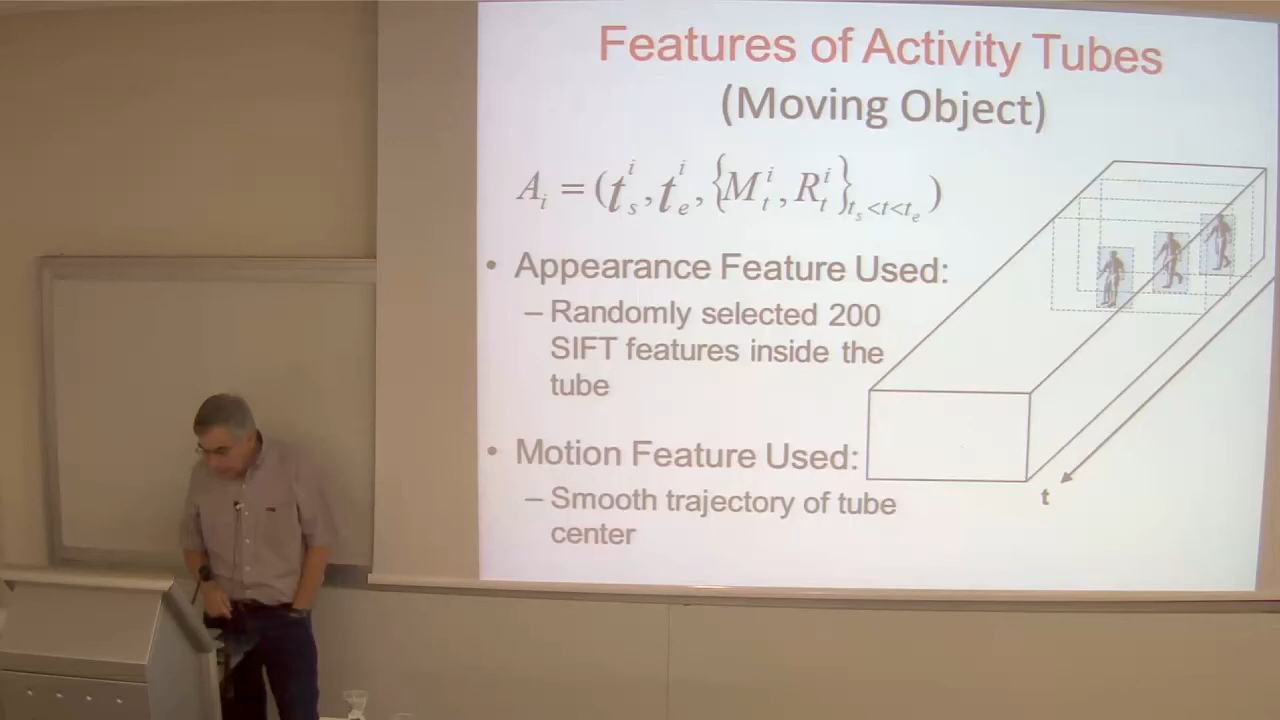 Features of Activity Tubes
(Moving Object)
A_i = (t_s^i, t_e^i, {M_t^i, R_t^i}_{t_s<t<t_e})
• Appearance Feature Used:
– Randomly selected 200
SIFT features inside the
tube
• Motion Feature Used:
– Smooth trajectory of tube
center
t